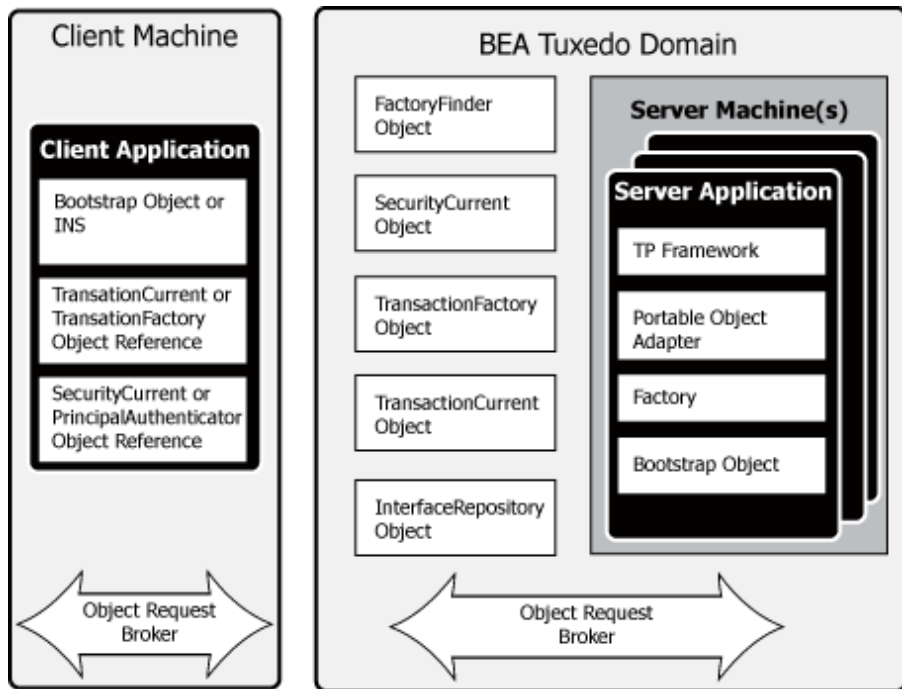 Client Machine
Client Application
Bootstrap Object or
INS
TransationCurrent or
TransationFactory
Object Reference
SecurityCurrent or
PrincipalAuthenticator
Object Reference
Object Request
Broker
BEA Tuxedo Domain
FactoryFinder
Object
SecurityCurrent
Object
TransactionFactory
Object
TransactionCurrent
Object
InterfaceRepository
Object
Server Machine(s)
Server Application
TP Framework
Portable Object
Adapter
Factory
Bootstrap Object
Object Request
Broker